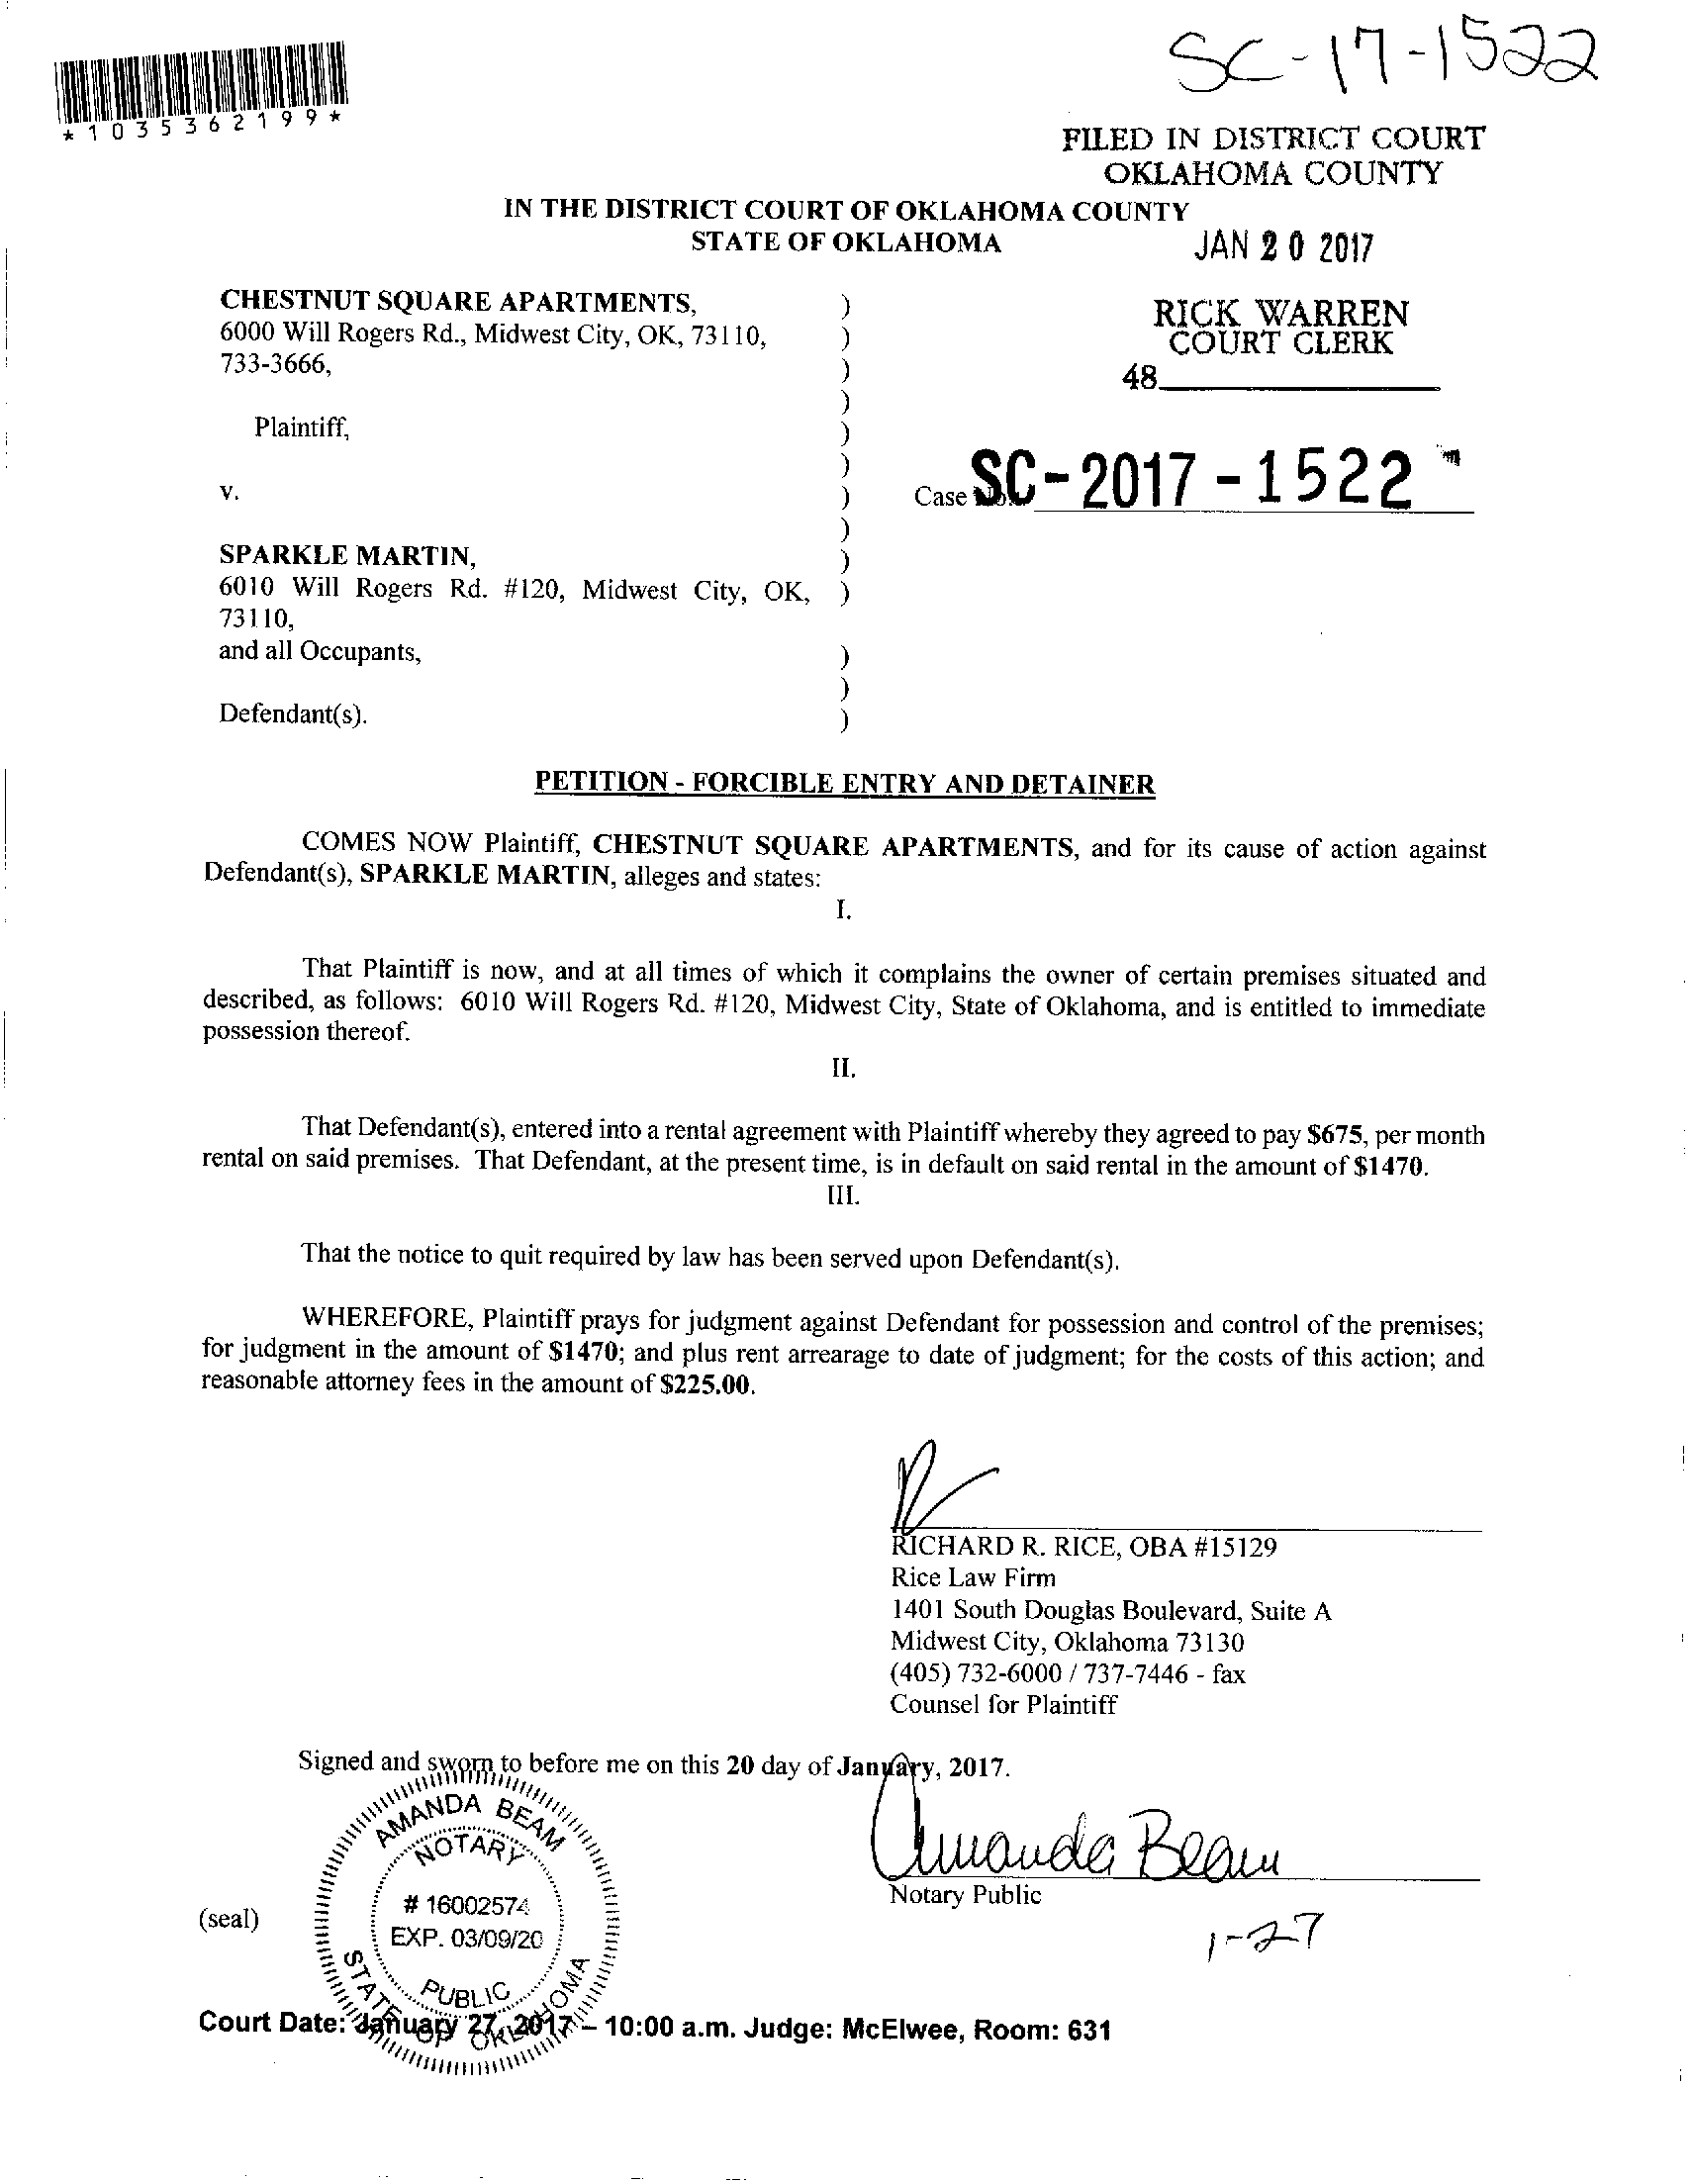 SC-17-1522
*1035362199*
FILED IN DISTRICT COURT
OKLAHOMA COUNTY
IN THE DISTRICT COURT OF OKLAHOMA COUNTY
STATE OF OKLAHOMA
JAN 20 2017
CHESTNUT SQUARE APARTMENTS, )
6000 Will Rogers Rd., Midwest City, OK, 73110, )
733-3666, )
RICK WARREN
COURT CLERK
48
)
Plaintiff, )
)
v. )
Case No. SC-2017-1522
)
SPARKLE MARTIN, )
6010 Will Rogers Rd. #120, Midwest City, OK, )
73110,
and all Occupants, )
)
Defendant(s). )
PETITION - FORCIBLE ENTRY AND DETAINER
COMES NOW Plaintiff, CHESTNUT SQUARE APARTMENTS, and for its cause of action against
Defendant(s), SPARKLE MARTIN, alleges and states:
I.
That Plaintiff is now, and at all times of which it complains the owner of certain premises situated and
described, as follows: 6010 Will Rogers Rd. #120, Midwest City, State of Oklahoma, and is entitled to immediate
possession thereof.
II.
That Defendant(s), entered into a rental agreement with Plaintiff whereby they agreed to pay $675, per month
rental on said premises. That Defendant, at the present time, is in default on said rental in the amount of $1470.
III.
That the notice to quit required by law has been served upon Defendant(s).
WHEREFORE, Plaintiff prays for judgment against Defendant for possession and control of the premises;
for judgment in the amount of $1470; and plus rent arrearage to date of judgment; for the costs of this action; and
reasonable attorney fees in the amount of $225.00.
RICHARD R. RICE, OBA #15129
Rice Law Firm
1401 South Douglas Boulevard, Suite A
Midwest City, Oklahoma 73130
(405) 732-6000 / 737-7446 - fax
Counsel for Plaintiff
Signed and sworn to before me on this 20 day of January, 2017.
AMANDA BEAM
NOTARY
# 16002574
EXP. 03/09/20
PUBLIC
STATE OF OKLAHOMA
Amanda Beam
Notary Public
(seal)
1-27
Court Date: January 27, 2017 – 10:00 a.m. Judge: McElwee, Room: 631